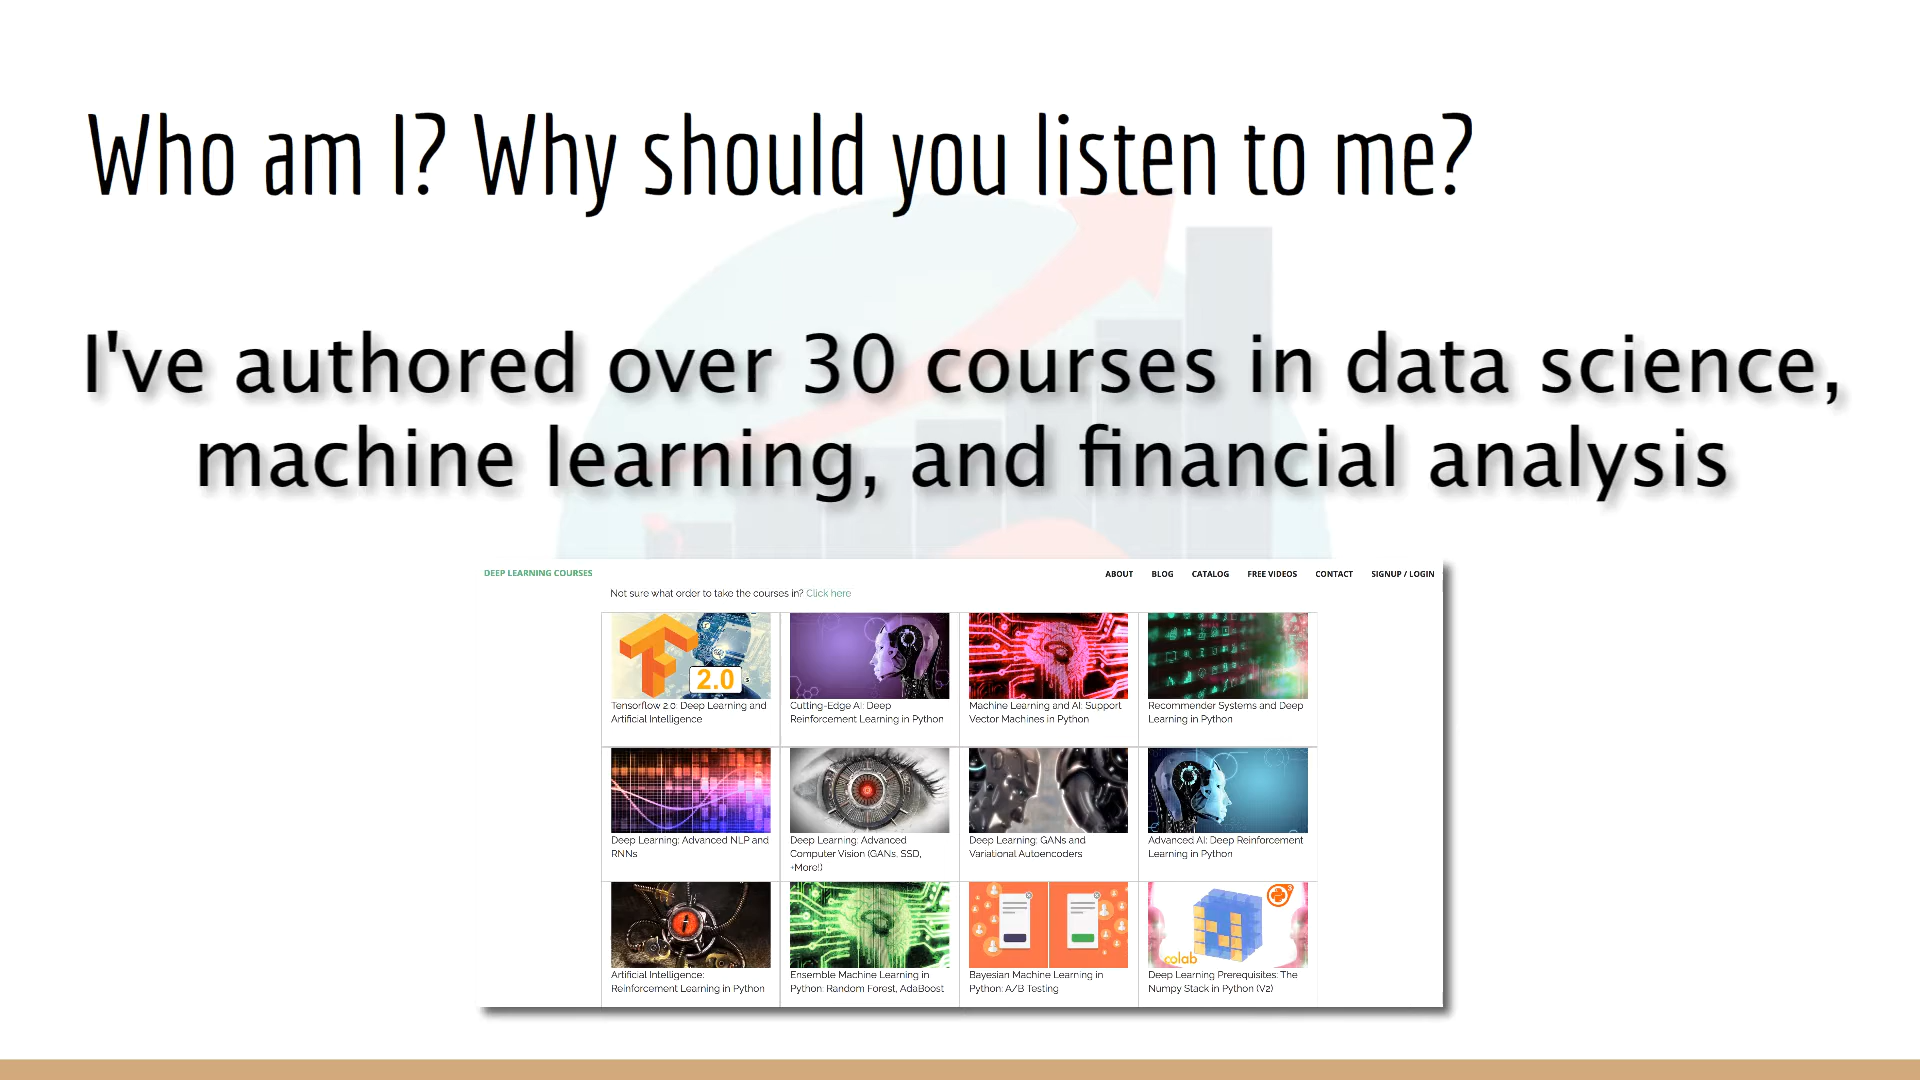 Who am I? Why should you listen to me?
I've authored over 30 courses in data science,
machine learning, and financial analysis
DEEP LEARNING COURSES
ABOUT BLOG CATALOG FREE VIDEOS CONTACT SIGNUP / LOGIN
Not sure what order to take the courses in? Click here
2.0
Tensorflow 2.0: Deep Learning and
Artificial Intelligence
Cutting-Edge AI: Deep
Reinforcement Learning in Python
Machine Learning and AI: Support
Vector Machines in Python
Recommender Systems and Deep
Learning in Python
Deep Learning: Advanced NLP and
RNNs
Deep Learning: Advanced
Computer Vision (GANs, SSD,
+More!)
Deep Learning: GANs and
Variational Autoencoders
Advanced AI: Deep Reinforcement
Learning in Python
Artificial Intelligence:
Reinforcement Learning in Python
Ensemble Machine Learning in
Python: Random Forest, AdaBoost
Bayesian Machine Learning in
Python: A/B Testing
colab
Deep Learning Prerequisites: The
Numpy Stack in Python (V2)